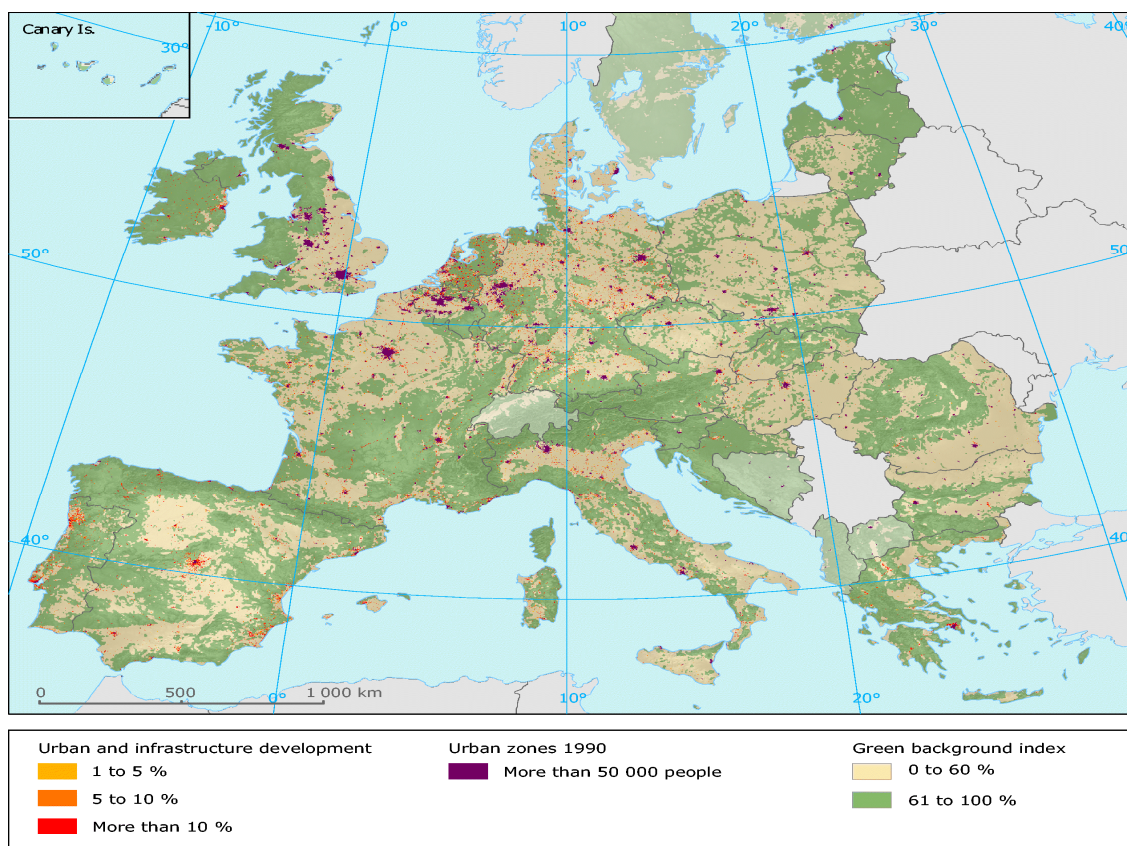 Canary Is.
30°
10°
0°
10°
20°
30°
40°
50°
50°
40°
40°
0 500 1 000 km
0°
10°
20°
Urban and infrastructure development
1 to 5 %
5 to 10 %
More than 10 %
Urban zones 1990
More than 50 000 people
Green background index
0 to 60 %
61 to 100 %